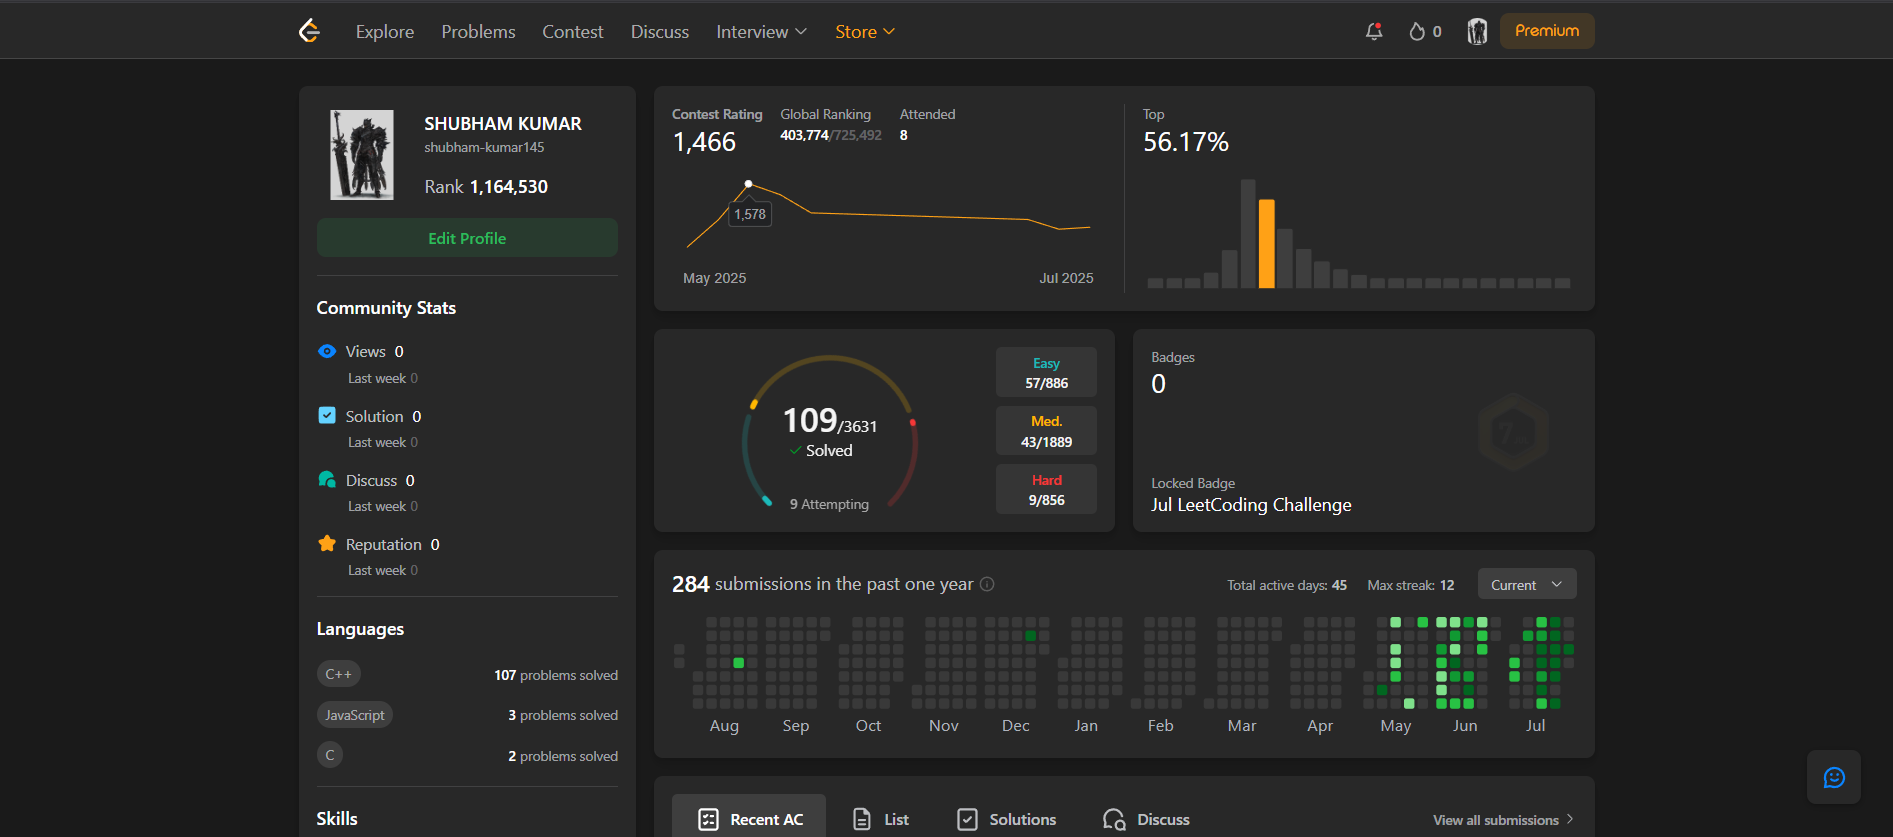 Explore Problems Contest Discuss Interview Store 0 Premium
SHUBHAM KUMAR
shubham-kumar145
Rank 1,164,530
Edit Profile
Community Stats
Views 0
Last week 0
Solution 0
Last week 0
Discuss 0
Last week 0
Reputation 0
Last week 0
Languages
C++ 107 problems solved
JavaScript 3 problems solved
C 2 problems solved
Skills
Contest Rating Global Ranking Attended
1,466 403,774/725,492 8
1,578
May 2025 Jul 2025
Top
56.17%
109/3631
Solved
9 Attempting
Easy
57/886
Med.
43/1889
Hard
9/856
Badges
0
Locked Badge
Jul LeetCoding Challenge
284 submissions in the past one year Total active days: 45 Max streak: 12 Current
Aug Sep Oct Nov Dec Jan Feb Mar Apr May Jun Jul
Recent AC List Solutions Discuss View all submissions